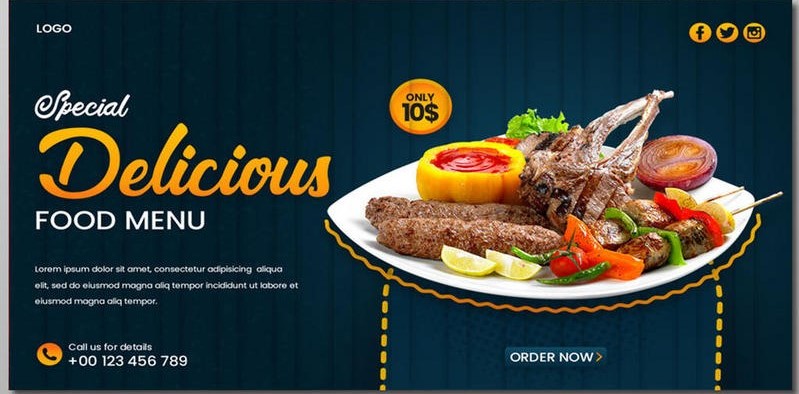 LOGO
Special
Delicious
FOOD MENU
ONLY
10$
Lorem ipsum dolor sit amet, consectetur adipisicing aliqua
elit, sed do eiusmod magna aliq tempor incididunt ut labore et
eiusmod magna aliq tempor.
Call us for details
+00 123 456 789
ORDER NOW >